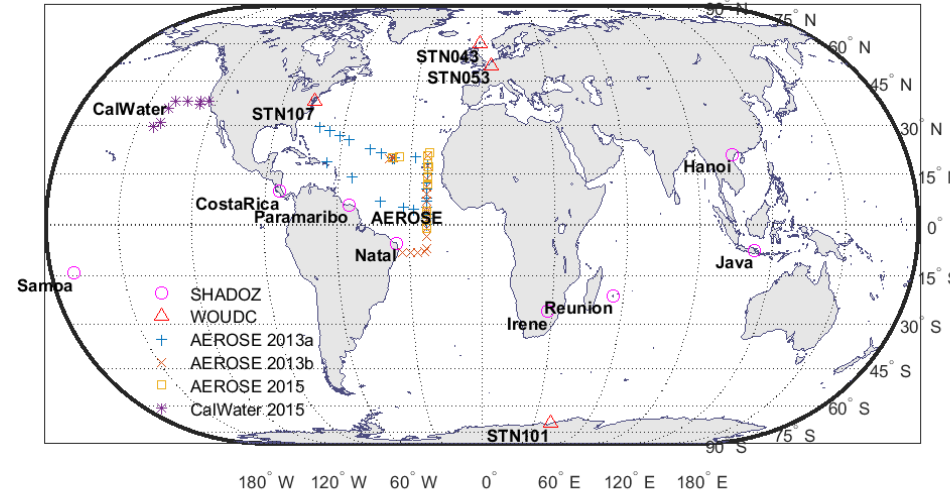 90° N
75° N
60° N
STN043
STN053
45° N
CalWater
STN107
30° N
Hanoi
15° N
CostaRica
Paramaribo
AEROSE
0°
Natal
Java
Samoa
15° S
SHADOZ
Reunion
WOUDC
Irene
30° S
AEROSE 2013a
AEROSE 2013b
45° S
AEROSE 2015
CalWater 2015
60° S
STN101
75° S
90° S
180° W 120° W 60° W 0° 60° E 120° E 180° E